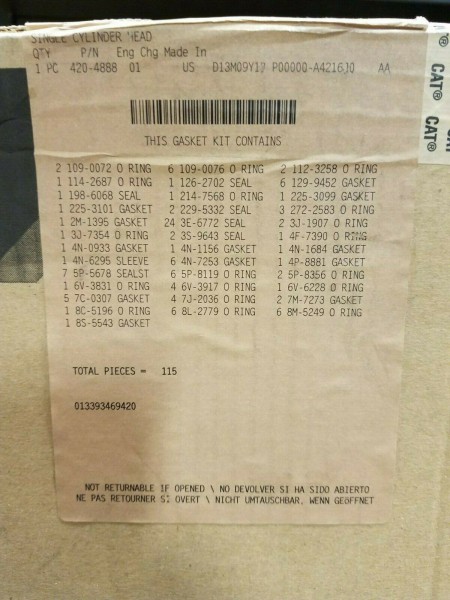 SINGLE CYLINDER HEAD
QTY P/N Eng Chg Made In
1 PC 420-4888 01 US D13M09Y17 P00000-A421610 AA
CAT®
CAT®
THIS GASKET KIT CONTAINS
2 109-0072 O RING 6 109-0076 O RING 2 112-3258 O RING
1 114-2687 O RING 1 126-2702 SEAL 6 129-9452 GASKET
1 198-6068 SEAL 1 214-7568 O RING 1 225-3099 GASKET
1 225-3101 GASKET 2 229-5332 SEAL 3 272-2583 O RING
1 2M-1395 GASKET 24 3E-6772 SEAL 2 3J-1907 O RING
1 3J-7354 O RING 2 3S-9643 SEAL 1 4F-7390 O RING
1 4N-0933 GASKET 1 4N-1156 GASKET 1 4N-1684 GASKET
1 4N-6295 SLEEVE 6 4N-7253 GASKET 1 4P-8881 GASKET
7 5P-5678 SEALST 6 5P-8119 O RING 2 5P-8356 O RING
1 6V-3831 O RING 4 6V-3917 O RING 1 6V-6228 O RING
5 7C-0307 GASKET 4 7J-2036 O RING 2 7M-7273 GASKET
1 8C-5196 O RING 6 8L-2779 O RING 6 8M-5249 O RING
1 8S-5543 GASKET
TOTAL PIECES = 115
013393469420
NOT RETURNABLE IF OPENED \ NO DEVOLVER SI HA SIDO ABIERTO
NE PAS RETOURNER SI OVERT \ NICHT UMTAUSCHBAR, WENN GEÖFFNET